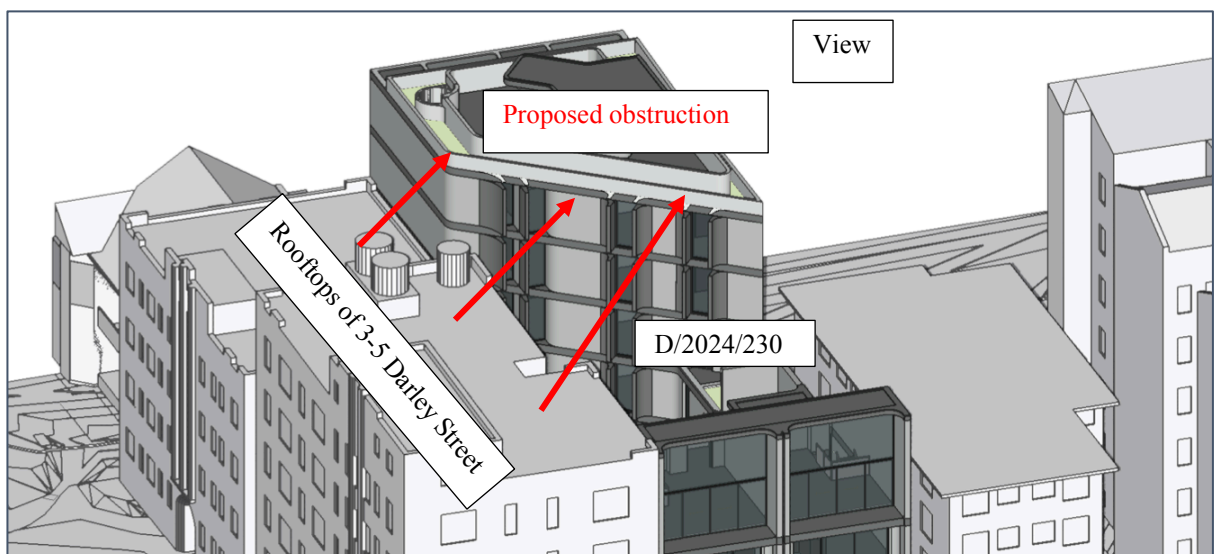 View
Proposed obstruction
Rooftops of 3-5 Darley Street
D/2024/230